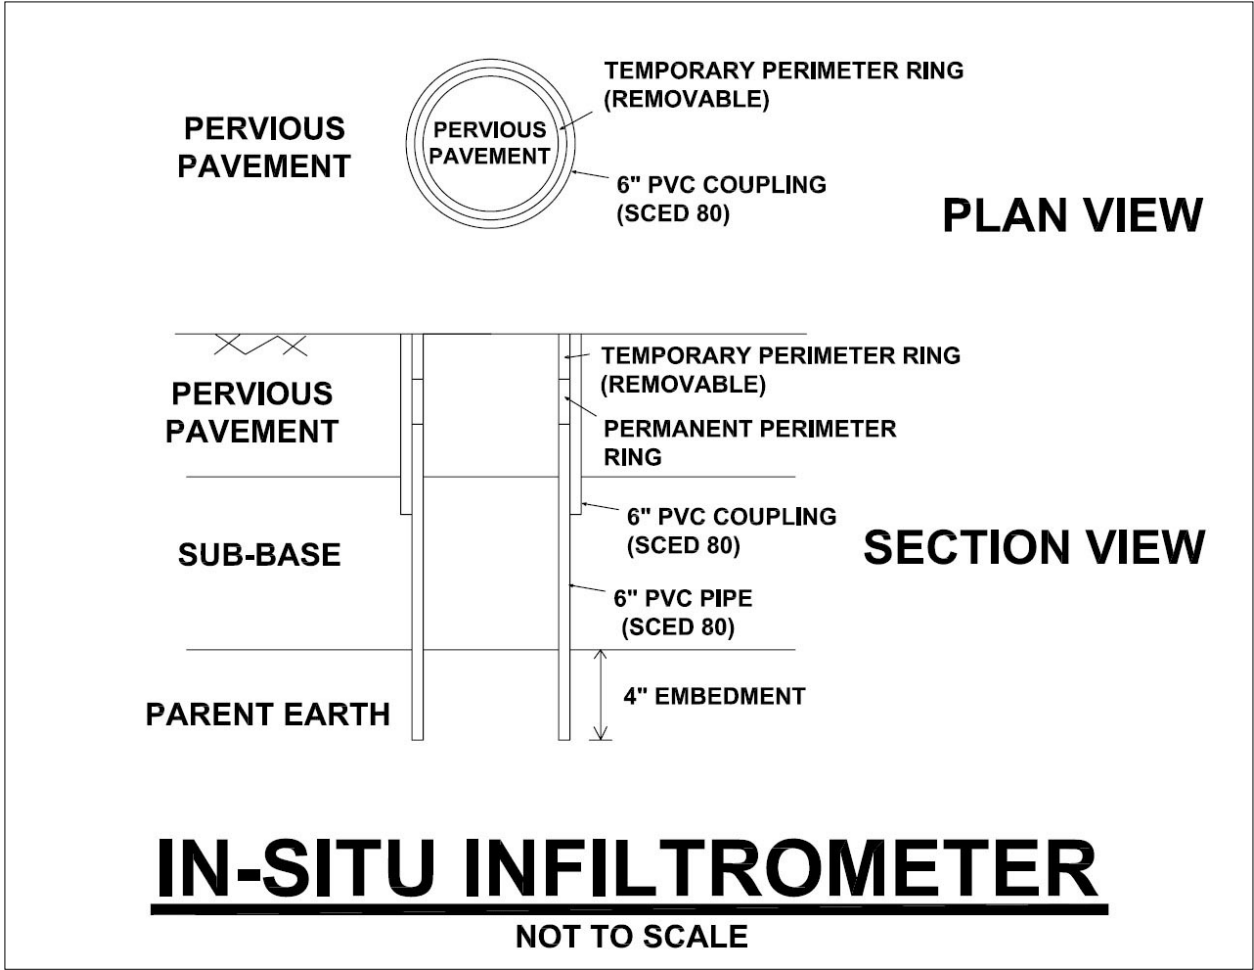 TEMPORARY PERIMETER RING
(REMOVABLE)
PERVIOUS
PAVEMENT
PERVIOUS
PAVEMENT
6" PVC COUPLING
(SCED 80)
PLAN VIEW
TEMPORARY PERIMETER RING
(REMOVABLE)
PERVIOUS
PAVEMENT
PERMANENT PERIMETER
RING
6" PVC COUPLING
(SCED 80)
SECTION VIEW
SUB-BASE
6" PVC PIPE
(SCED 80)
4" EMBEDMENT
PARENT EARTH
IN-SITU INFILTROMETER
NOT TO SCALE